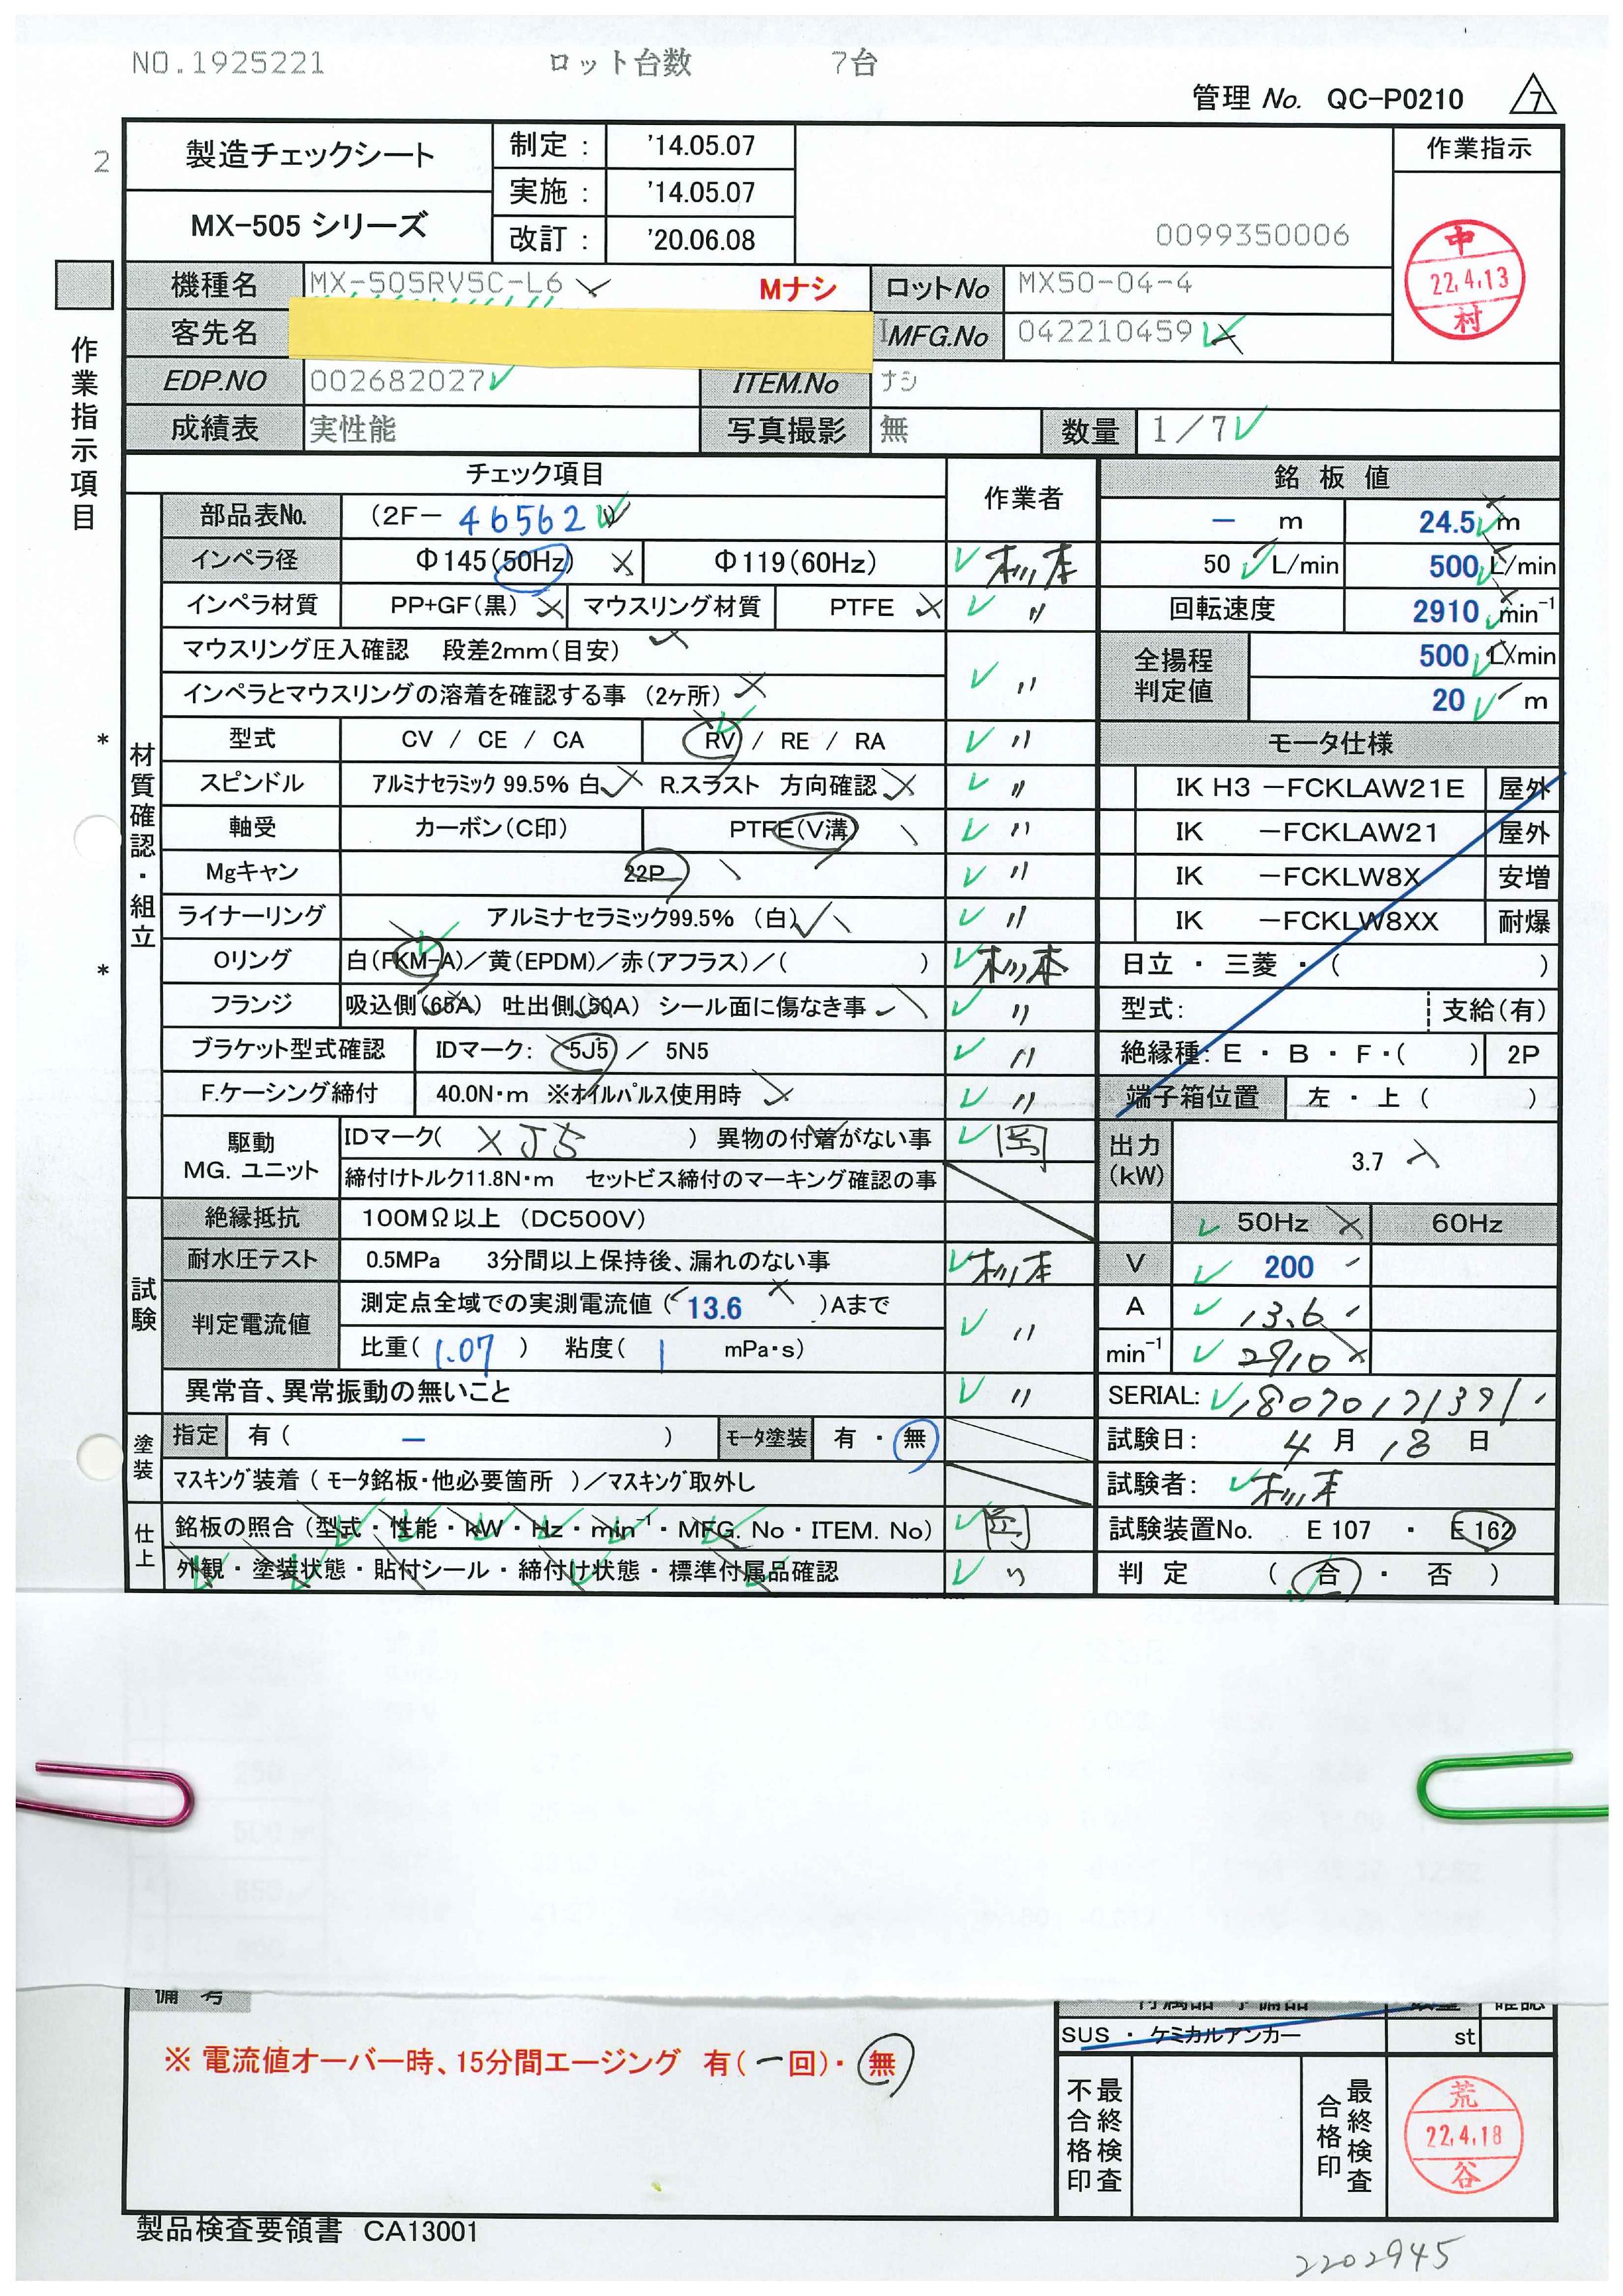 NO.1925221 ロット台数 7台
管理 No. QC-P0210 7
2
製造チェックシート
MX-505 シリーズ
制定: '14.05.07
実施: '14.05.07
改訂: '20.06.08
0099350006
作業指示
中 22.4.13 村
作業指示項目
機種名 MX-505RV5C-L6 Mナシ ロットNo MX50-04-4
客先名 MFG.No 042210459
EDP.NO 002682027 ITEM.No ナシ
成績表 実性能 写真撮影 無 数量 1/7
チェック項目 作業者
材質確認・組立
部品表No. (2F- 46562)
インペラ径 Φ145(50Hz) Φ119(60Hz) 松本
インペラ材質 PP+GF(黒) マウスリング材質 PTFE 〃
マウスリング圧入確認 段差2mm(目安)
インペラとマウスリングの溶着を確認する事 (2ヶ所) 〃
* 型式 CV / CE / CA RV / RE / RA 〃
スピンドル アルミナセラミック 99.5% 白 R.スラスト 方向確認 〃
軸受 カーボン(C印) PTFE(V溝) 〃
Mgキャン 22P 〃
ライナーリング アルミナセラミック99.5% (白) 〃
* Oリング 白(FKM-A)/黄(EPDM)/赤(アフラス)/( ) 松本
フランジ 吸込側(65A) 吐出側(50A) シール面に傷なき事 〃
ブラケット型式確認 IDマーク: 5J5 / 5N5 〃
F.ケーシング締付 40.0N・m ※オイルパルス使用時 〃
駆動 MG. ユニット
IDマーク( XJ5 ) 異物の付着がない事 岡
締付けトルク11.8N・m セットビス締付のマーキング確認の事
試験
絶縁抵抗 100MΩ以上 (DC500V)
耐水圧テスト 0.5MPa 3分間以上保持後、漏れのない事 松本
判定電流値 測定点全域での実測電流値( 13.6 )Aまで
比重( 1.07 ) 粘度( 1 mPa・s) 〃
異常音、異常振動の無いこと 〃
塗装
指定 有( - ) モータ塗装 有 ・ 無
マスキング装着( モータ銘板・他必要箇所 )/マスキング取外し
仕上
銘板の照合(型式・性能・kW・Hz・min⁻¹・MFG. No・ITEM. No) 岡
外観・塗装状態・貼付シール・締付け状態・標準付属品確認 〃
銘 板 値
- m 24.5 m
50 L/min 500 L/min
回転速度 2910 min⁻¹
全揚程判定値 500 L/min
20 m
モータ仕様
IK H3 -FCKLAW21E 屋外
IK -FCKLAW21 屋外
IK -FCKLW8X 安増
IK -FCKLW8XX 耐爆
日立 ・ 三菱 ・ ( )
型式: 支給(有)
絶縁種: E ・ B ・ F ・( ) 2P
端子箱位置 左 ・ 上 ( )
出力(kW) 3.7
50Hz 60Hz
V 200
A 13.6
min⁻¹ 2910
SERIAL: 18070171391
試験日: 4 月 18 日
試験者: 松本
試験装置No. E 107 ・ E 162
判 定 ( 合 ・ 否 )
備 考
※ 電流値オーバー時、15分間エージング 有(一回)・ 無
SUS ・ ケミカルアンカー st
最終検査不合格印
最終検査合格印
荒 22.4.18 谷
製品検査要領書 CA13001
2202945